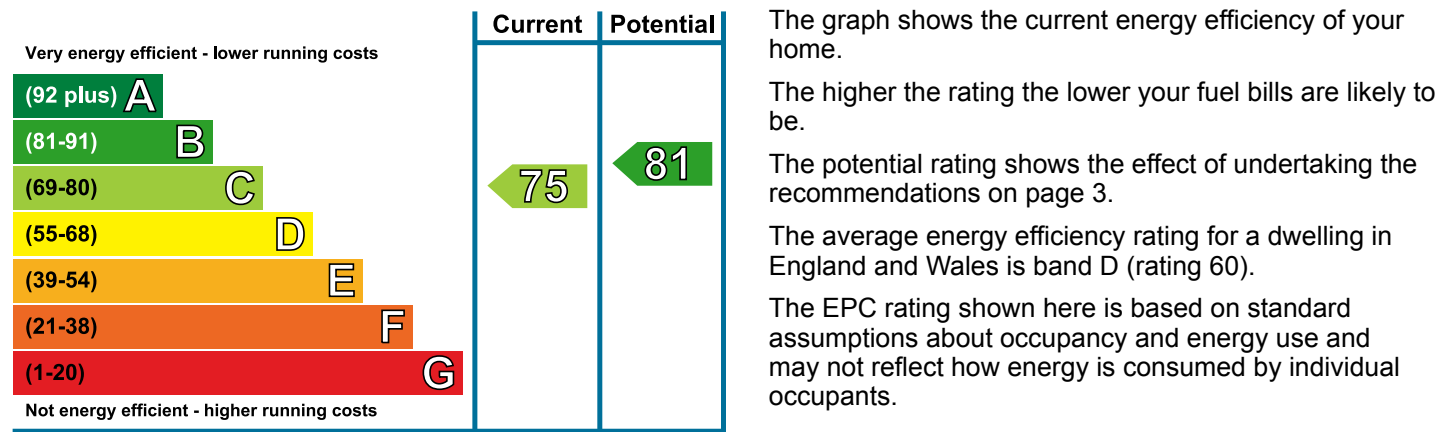 Current Potential
Very energy efficient - lower running costs
(92 plus) A
(81-91) B
(69-80) C
(55-68) D
(39-54) E
(21-38) F
(1-20) G
Not energy efficient - higher running costs
75
81
The graph shows the current energy efficiency of your
home.
The higher the rating the lower your fuel bills are likely to
be.
The potential rating shows the effect of undertaking the
recommendations on page 3.
The average energy efficiency rating for a dwelling in
England and Wales is band D (rating 60).
The EPC rating shown here is based on standard
assumptions about occupancy and energy use and
may not reflect how energy is consumed by individual
occupants.